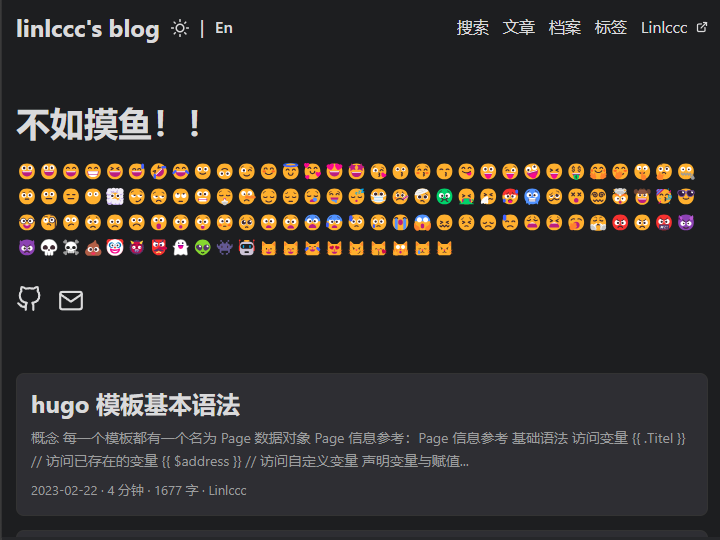 linlccc's blog | En 搜索 文章 档案 标签 Linlccc
不如摸鱼！！
hugo 模板基本语法
概念 每一个模板都有一个名为 Page 数据对象 Page 信息参考：Page 信息参考 基础语法 访问变量 {{ .Titel }}
// 访问已存在的变量 {{ $address }} // 访问自定义变量 声明变量与赋值...
2023-02-22 · 4 分钟 · 1677 字 · Linlccc